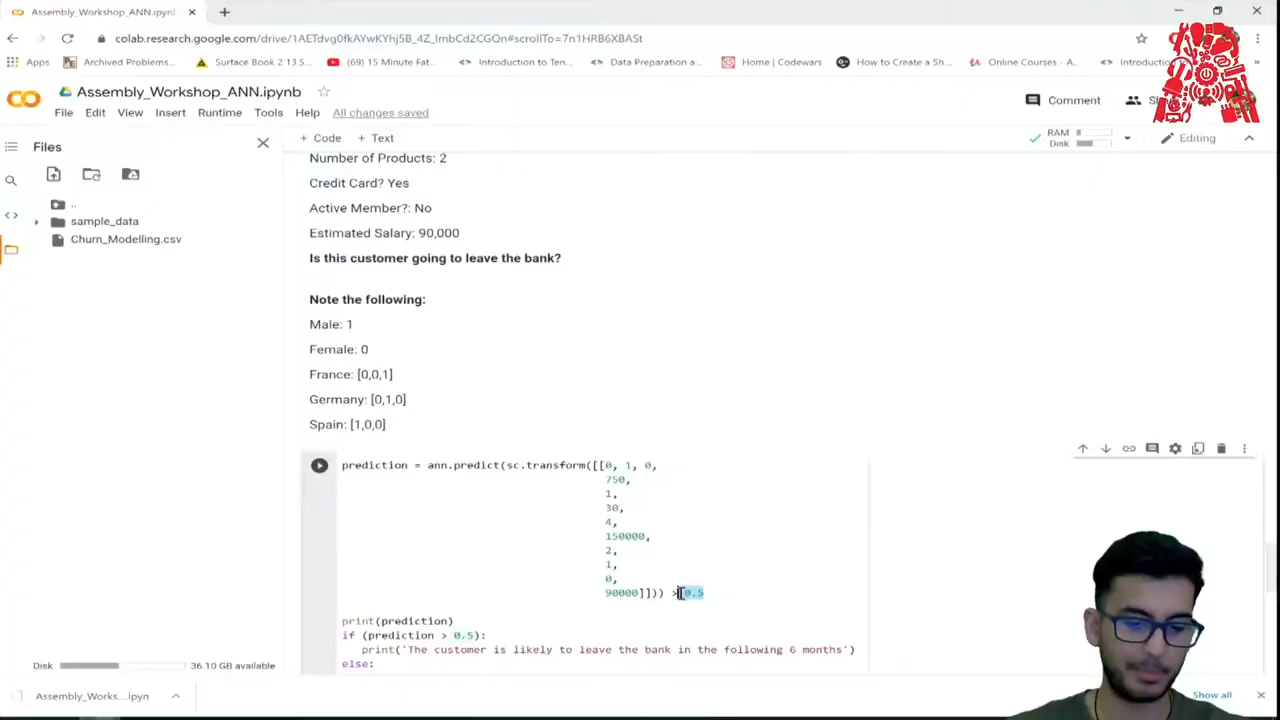 Assembly_Workshop_ANN.ipynb
colab.research.google.com/drive/1AETdvg0fkAYwKYhj5B_4Z_lmbCd2CGQn#scrollTo=7n1HRB6XBASt
Apps
Archived Problems...
Surface Book 2 13.5...
(69) 15 Minute Fat...
Introduction to Ten...
Data Preparation a...
Home | Codewars
How to Create a Sh...
Online Courses - A...
Assembly_Workshop_ANN.ipynb
Comment
File Edit View Insert Runtime Tools Help All changes saved
Files
+ Code + Text
RAM
Disk
Editing
..
sample_data
Churn_Modelling.csv
Number of Products: 2
Credit Card? Yes
Active Member?: No
Estimated Salary: 90,000
Is this customer going to leave the bank?
Note the following:
Male: 1
Female: 0
France: [0,0,1]
Germany: [0,1,0]
Spain: [1,0,0]
prediction = ann.predict(sc.transform([[0, 1, 0,
750,
1,
30,
4,
150000,
2,
1,
0,
90000]])) > 0.5
print(prediction)
if (prediction > 0.5):
print('The customer is likely to leave the bank in the following 6 months')
else:
Disk 36.10 GB available
Assembly_Works....ipyn
Show all